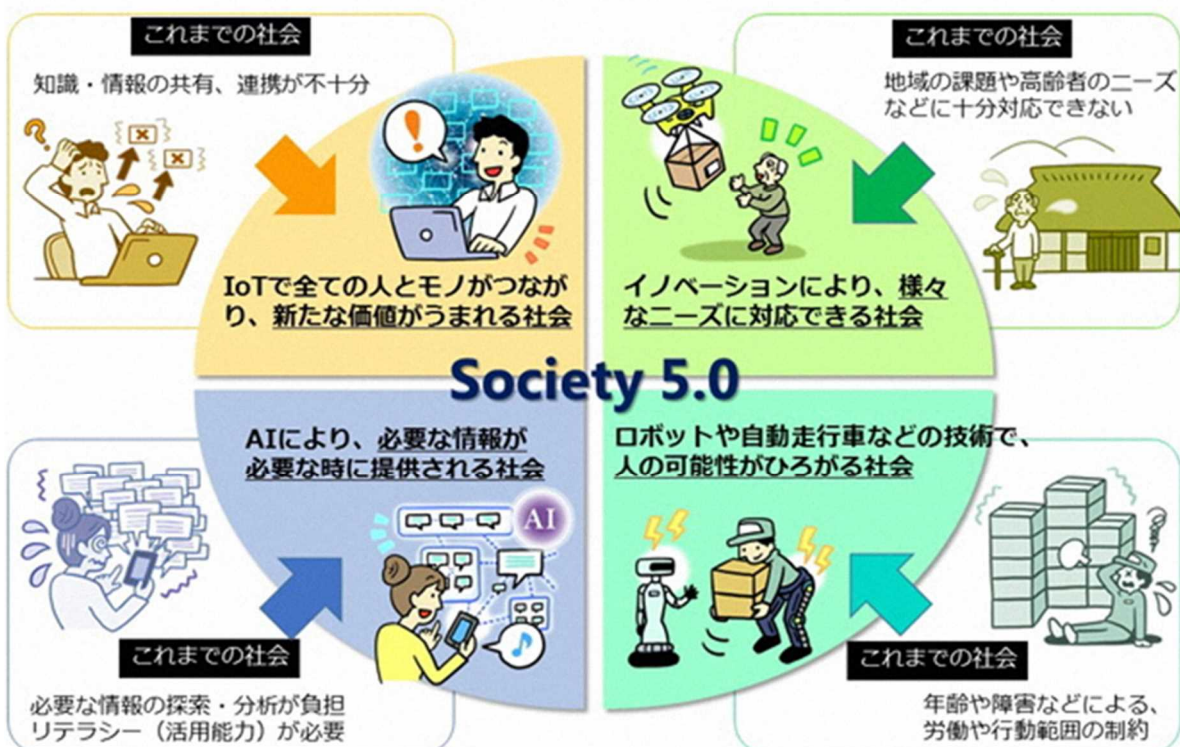 これまでの社会
知識・情報の共有、連携が不十分
IoTで全ての人とモノがつなが
り、新たな価値がうまれる社会
これまでの社会
地域の課題や高齢者のニーズ
などに十分対応できない
イノベーションにより、様々
なニーズに対応できる社会
Society 5.0
AIにより、必要な情報が
必要な時に提供される社会
AI
これまでの社会
必要な情報の探索・分析が負担
リテラシー（活用能力）が必要
ロボットや自動走行車などの技術で、
人の可能性がひろがる社会
これまでの社会
年齢や障害などによる、
労働や行動範囲の制約